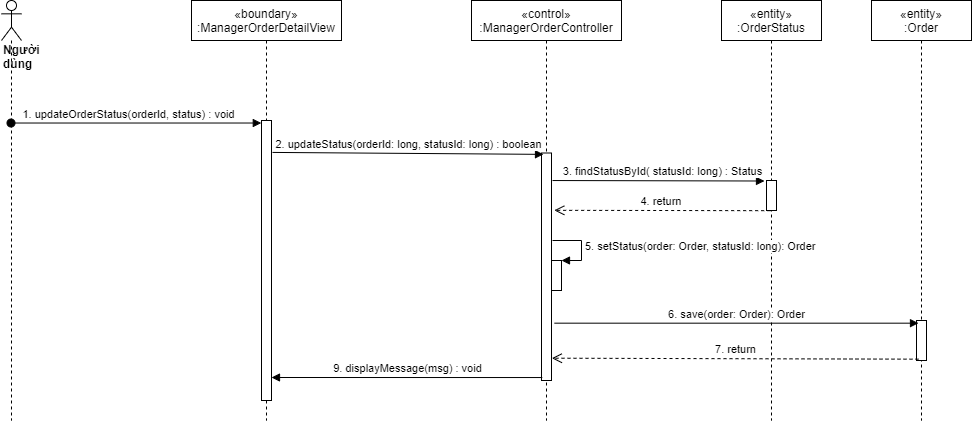 «boundary»
:ManagerOrderDetailView
«control»
:ManagerOrderController
«entity»
:OrderStatus
«entity»
:Order
Người
dùng
1. updateOrderStatus(orderId, status) : void
2. updateStatus(orderId: long, statusId: long) : boolean
3. findStatusById( statusId: long) : Status
4. return
5. setStatus(order: Order, statusId: long): Order
6. save(order: Order): Order
7. return
9. displayMessage(msg) : void